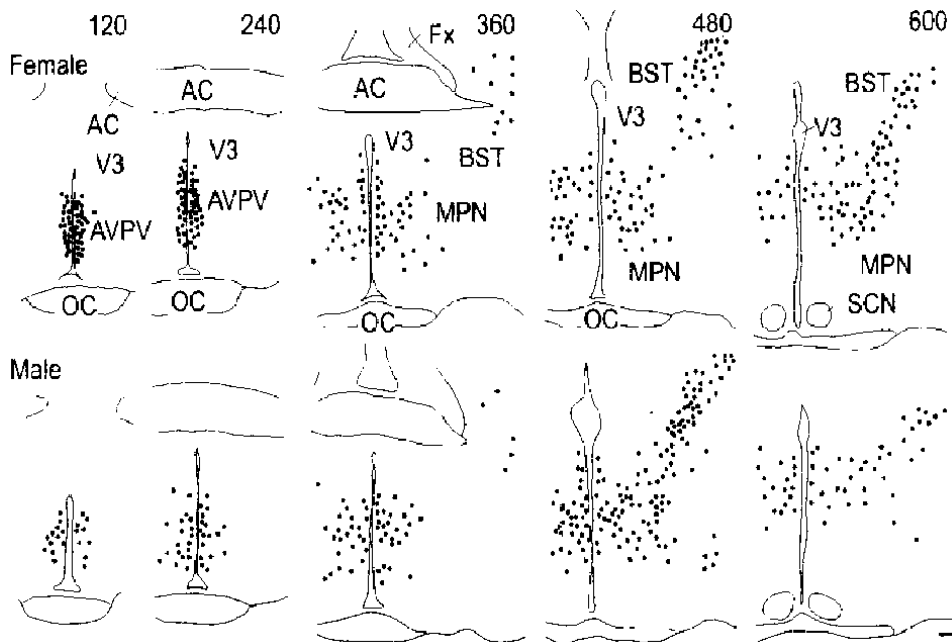 120 240 360 480 600
Female
AC
AC
V3
AVPV
OC
V3
AVPV
OC
Fx
AC
V3
BST
MPN
OC
BST
V3
MPN
OC
BST
V3
MPN
SCN
Male